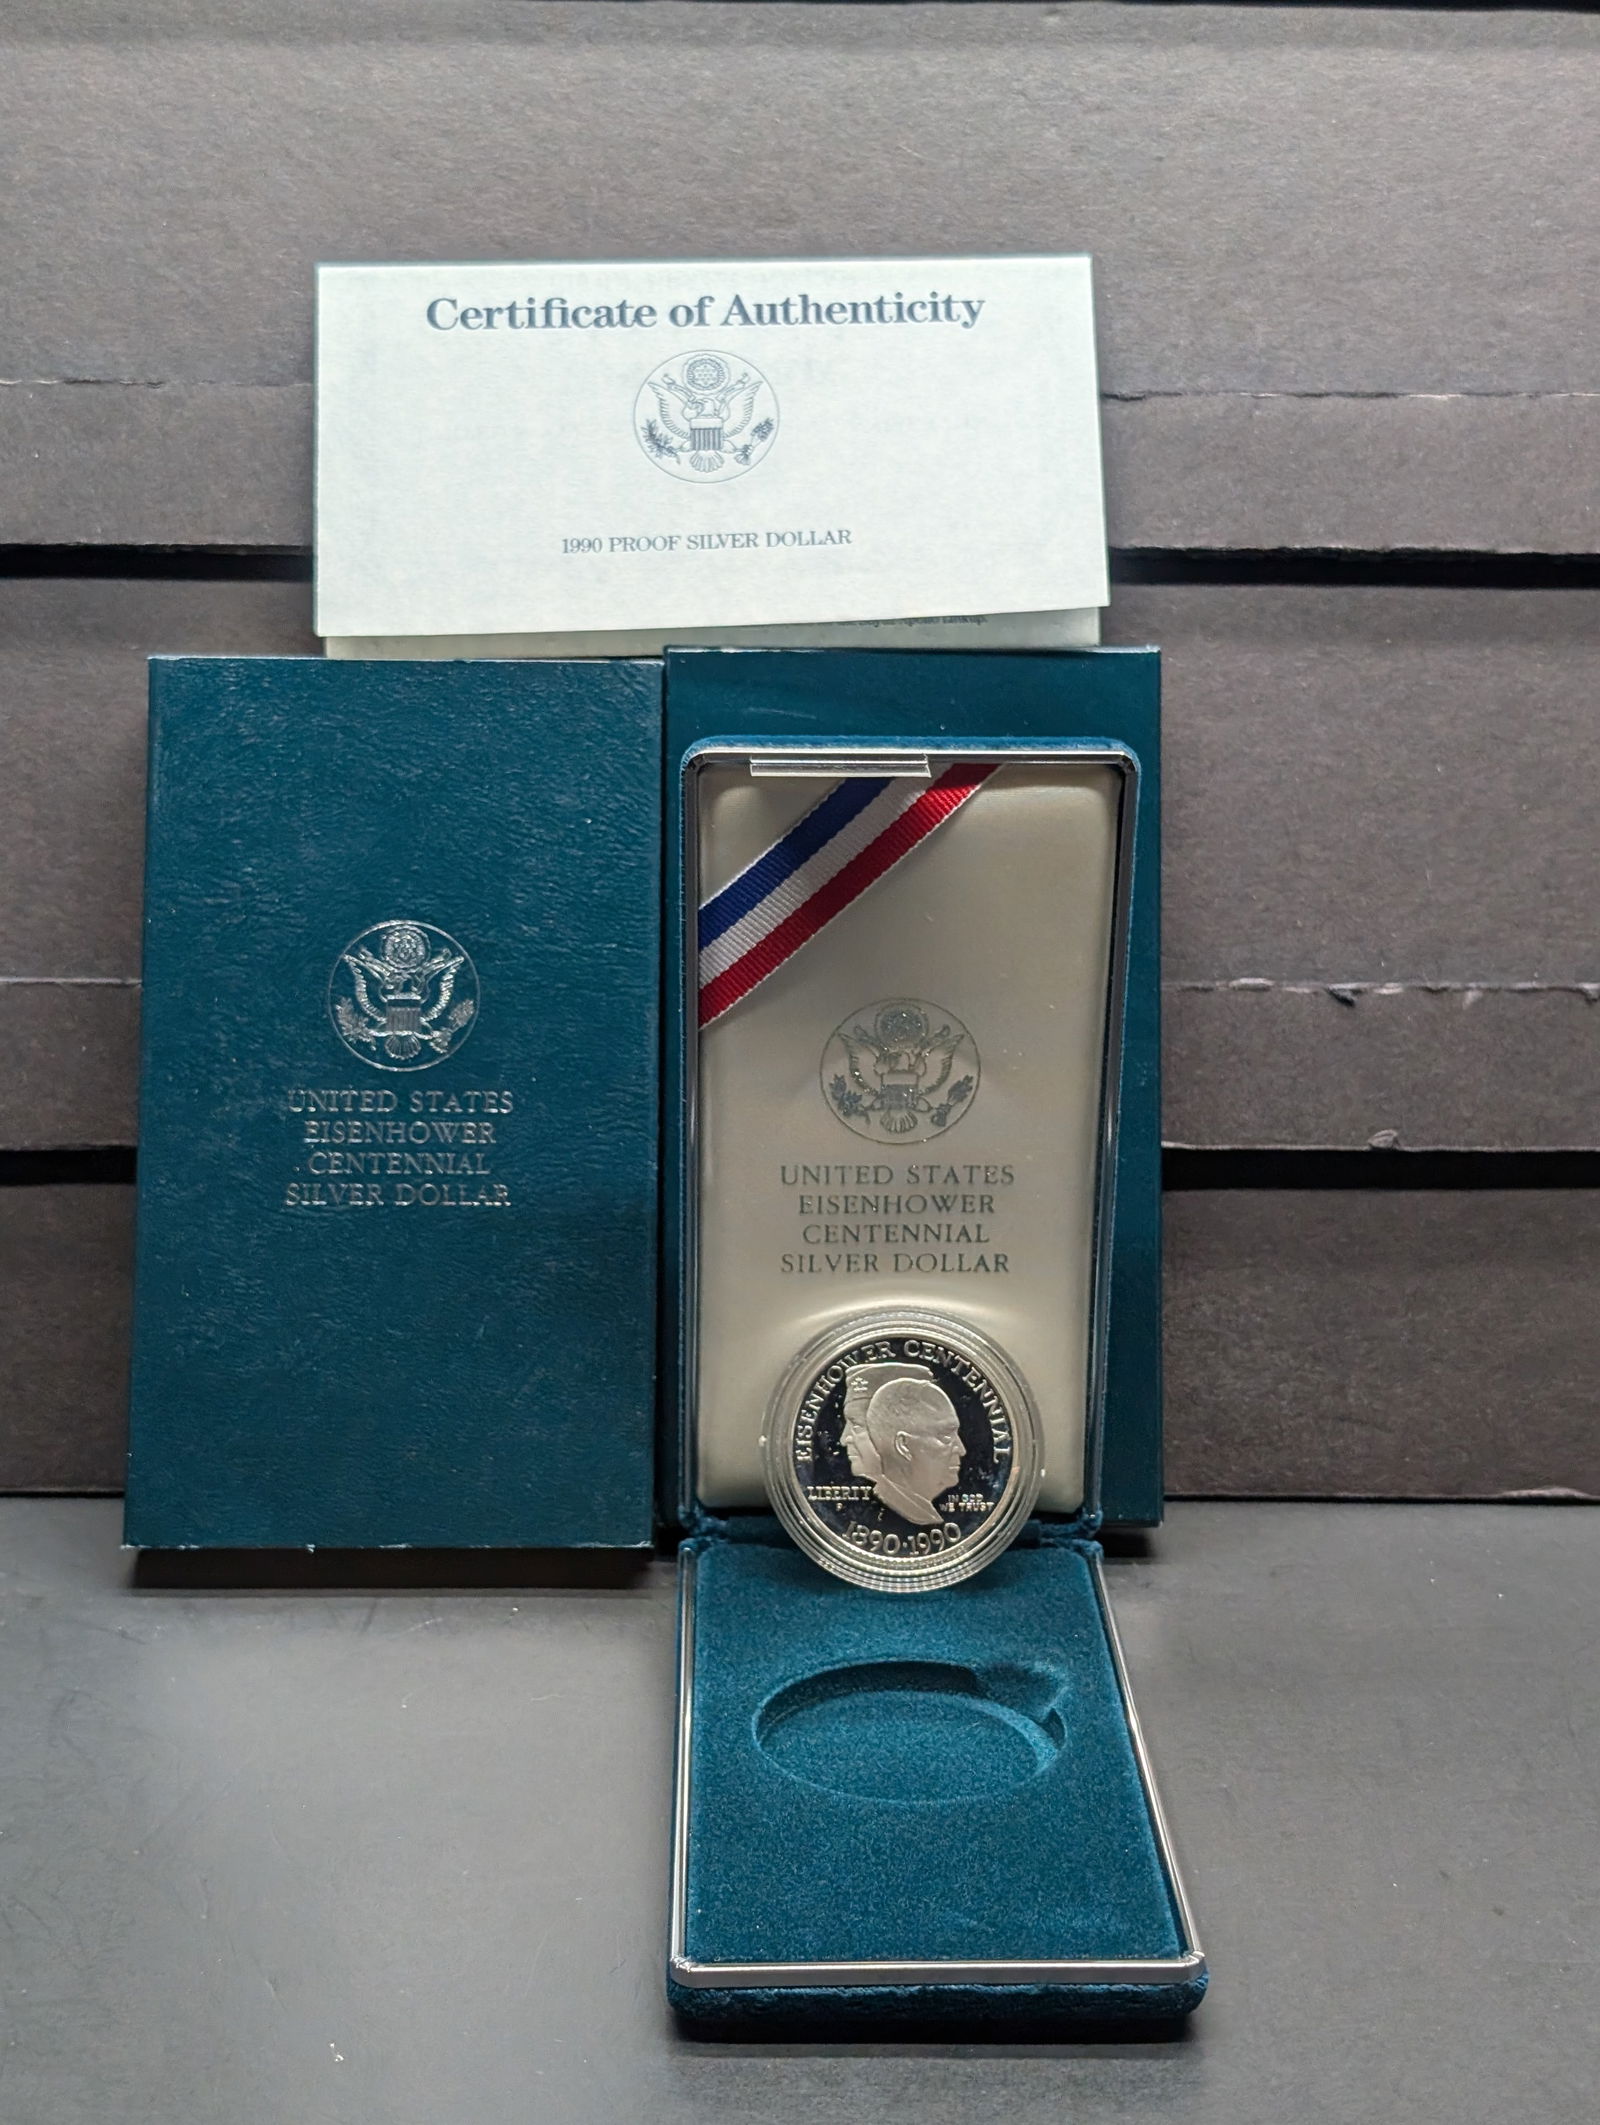 Certificate of Authenticity
1990 PROOF SILVER DOLLAR
UNITED STATES
EISENHOWER
CENTENNIAL
SILVER DOLLAR
UNITED STATES
EISENHOWER
CENTENNIAL
SILVER DOLLAR
EISENHOWER CENTENNIAL
LIBERTY
P
IN GOD
WE TRUST
1890·1990